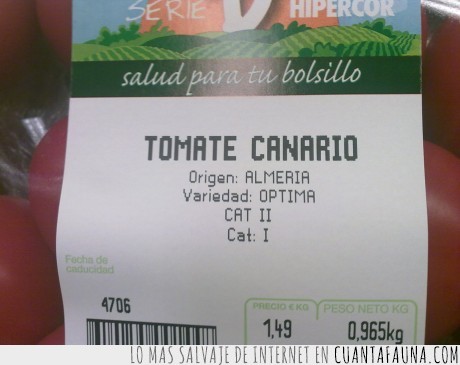 SERIE
HIPERCOR
salud para tu bolsillo
TOMATE CANARIO
Origen: ALMERIA
Variedad: OPTIMA
CAT II
Cat: I
Fecha de
caducidad
4706
PRECIO € KG
PESO NETO KG
1,49
0,965kg
LO MAS SALVAJE DE INTERNET EN CUANTAFAUNA.COM